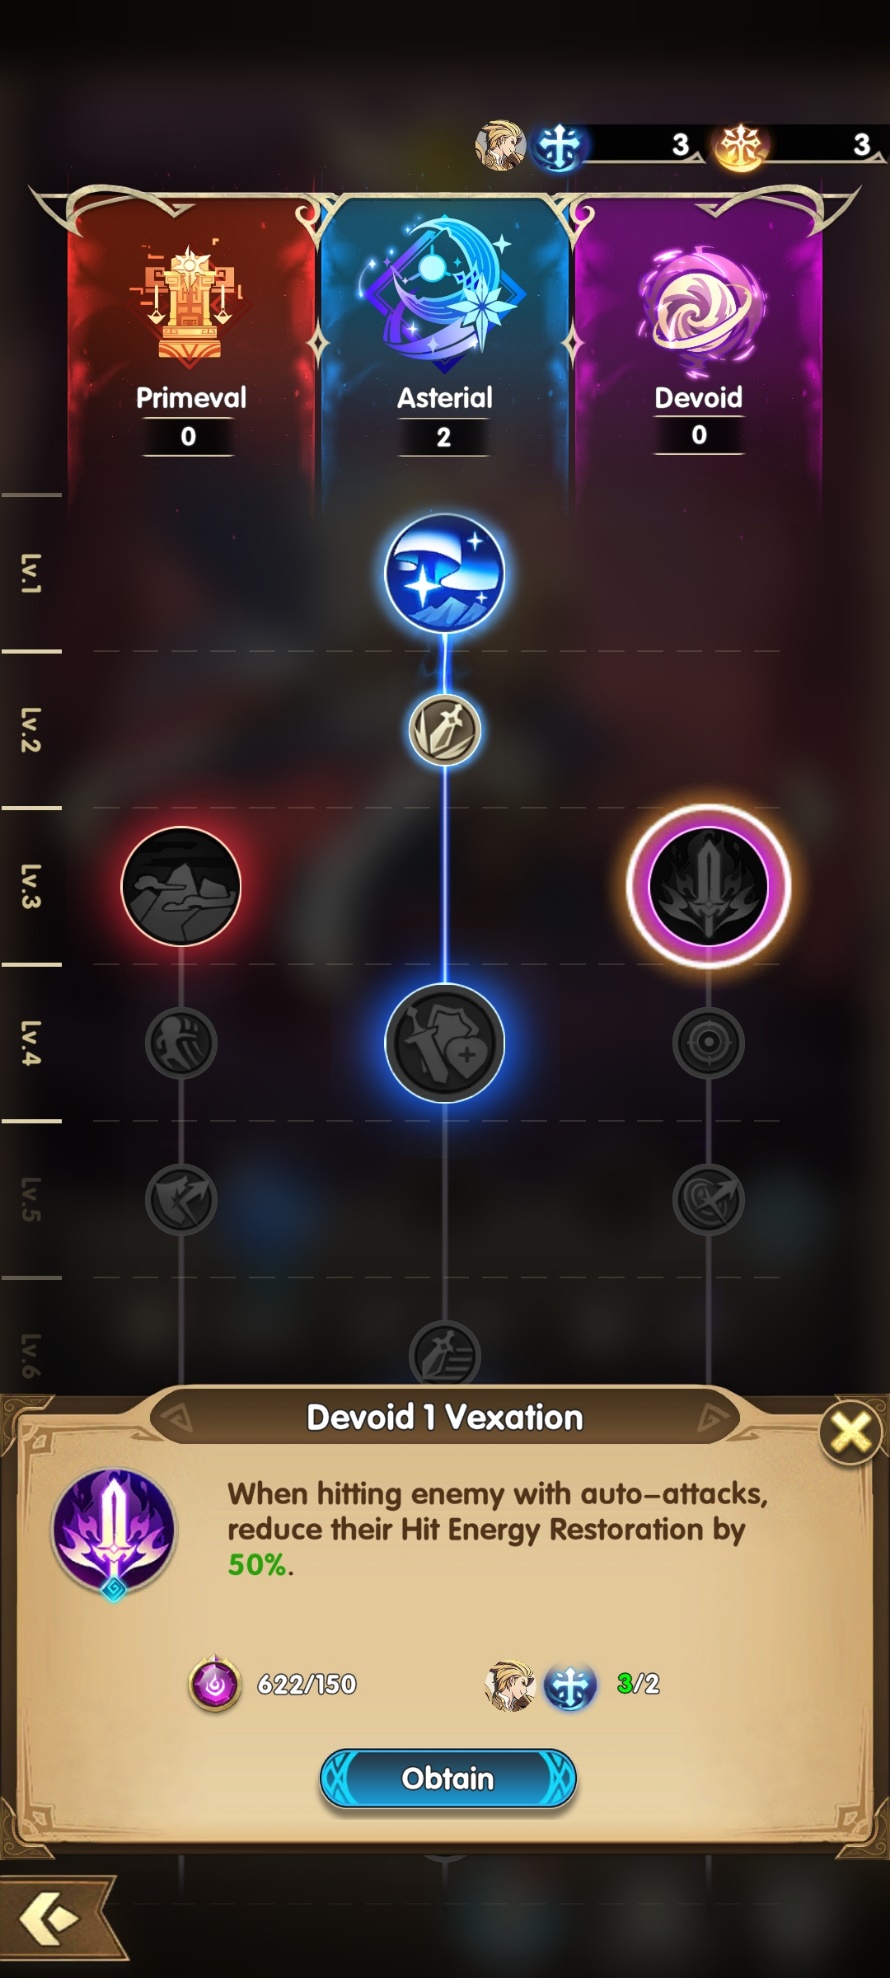 3
3
Primeval
Asterial
Devoid
0
2
0
Lv.1
Lv.2
Lv.3
Lv.4
Lv.5
Lv.6
Devoid 1 Vexation
When hitting enemy with auto-attacks,
reduce their Hit Energy Restoration by
50%.
622/150
3/2
Obtain